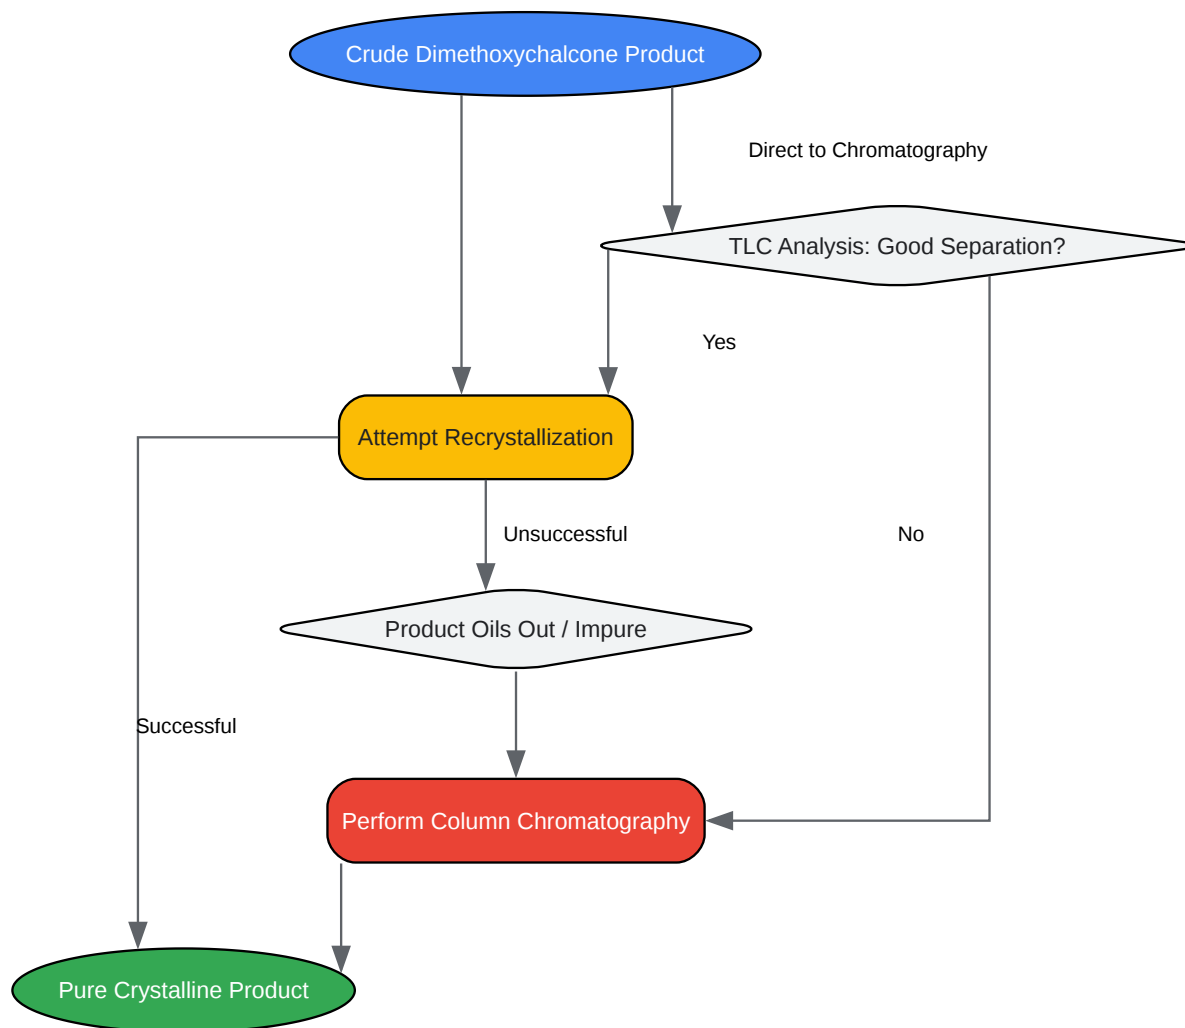 Crude Dimethoxychalcone Product
Direct to Chromatography
TLC Analysis: Good Separation?
Yes
Attempt Recrystallization
Unsuccessful
No
Product Oils Out / Impure
Successful
Perform Column Chromatography
Pure Crystalline Product